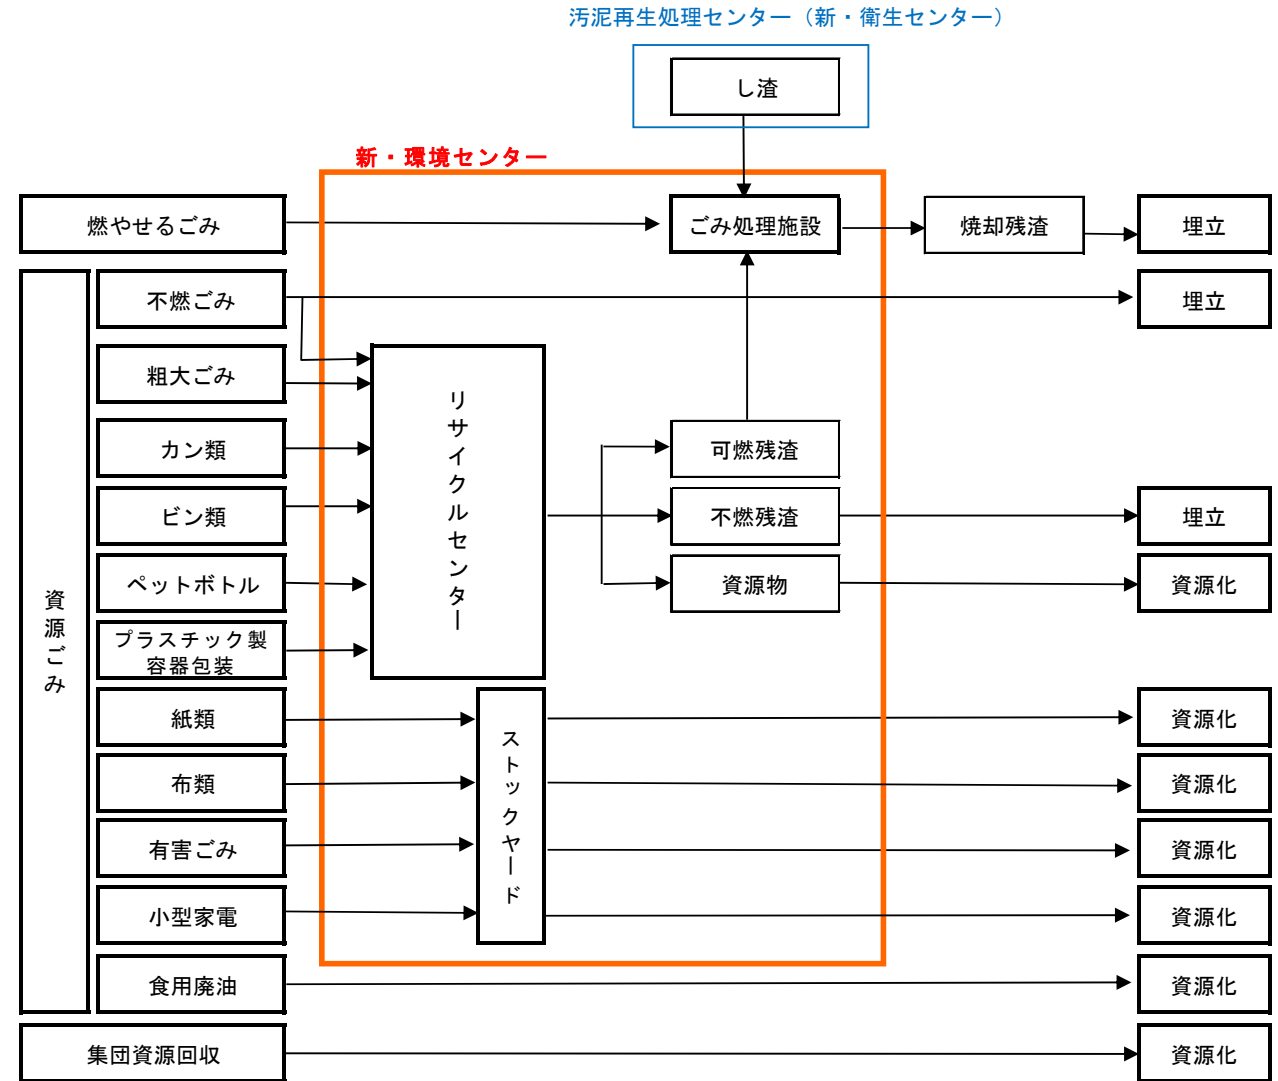 汚泥再生処理センター（新・衛生センター）
し渣
新・環境センター
燃やせるごみ
ごみ処理施設
焼却残渣
埋立
資源ごみ
不燃ごみ
埋立
粗大ごみ
リサイクルセンター
カン類
可燃残渣
ビン類
不燃残渣
埋立
ペットボトル
資源物
資源化
プラスチック製
容器包装
紙類
ストックヤード
資源化
布類
資源化
有害ごみ
資源化
小型家電
資源化
食用廃油
資源化
集団資源回収
資源化